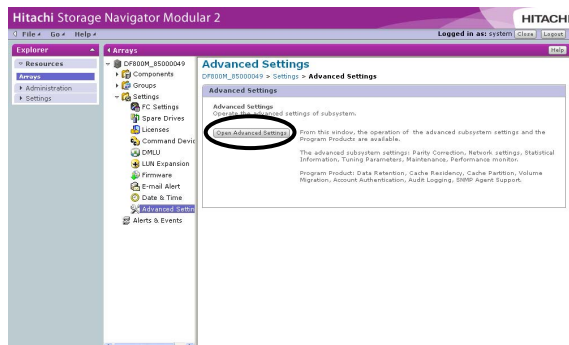 Hitachi Storage Navigator Modular 2
HITACHI
File Go Help
Logged in as: system Close Logout
Explorer
Arrays
Help
Resources
Arrays
Administration
Settings
DF800M_85000049
Components
Groups
Settings
FC Settings
Spare Drives
Licenses
Command Devic
DMLU
LUN Expansion
Firmware
E-mail Alert
Date & Time
Advanced Settin
Alerts & Events
Advanced Settings
DF800M_85000049 > Settings > Advanced Settings
Advanced Settings
Advanced Settings
Operate the advanced settings of subsystem.
Open Advanced Settings
From this window, the operation of the advanced subsystem settings and the
Program Products are available.
The advanced subsystem settings: Parity Correction, Network settings, Statistical
Information, Tuning Parameters, Maintenance, Performance monitor.
Program Product: Data Retention, Cache Residency, Cache Partition, Volume
Migration, Account Authentication, Audit Logging, SNMP Agent Support.